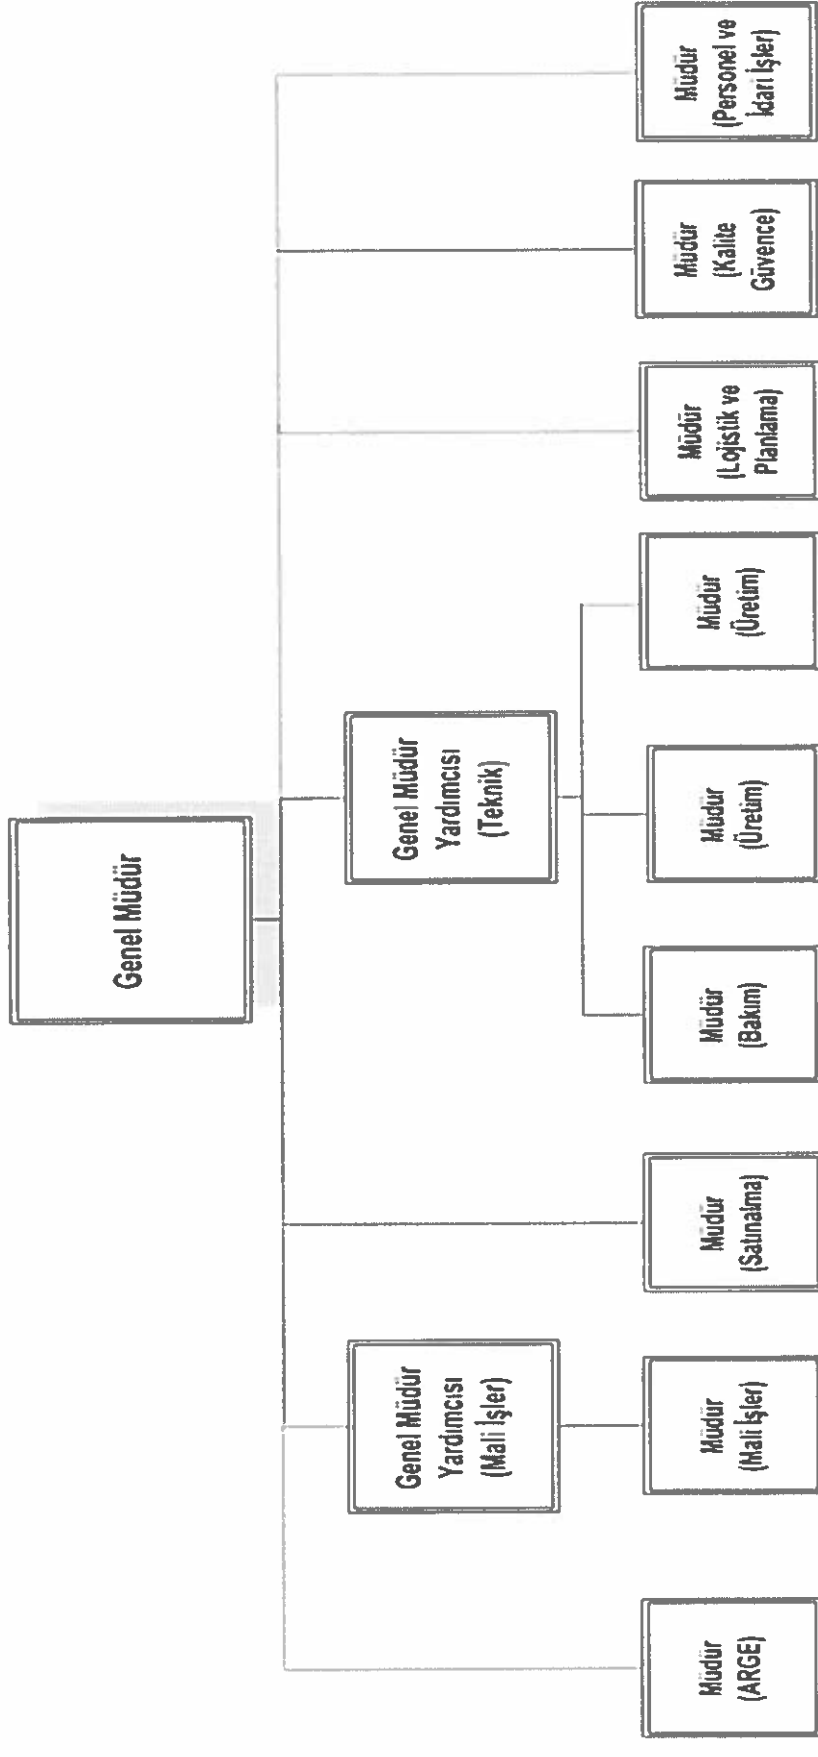 Genel Müdür
Genel Müdür
Yardımcısı
(Mali İşler)
Genel Müdür
Yardımcısı
(Teknik)
Müdür
(ARGE)
Müdür
(Mali İşler)
Müdür
(Satınalma)
Müdür
(Bakım)
Müdür
(Üretim)
Müdür
(Üretim)
Müdür
(Lojistik ve
Planlama)
Müdür
(Kalite
Güvence)
Müdür
(Personel ve
İdari İşler)